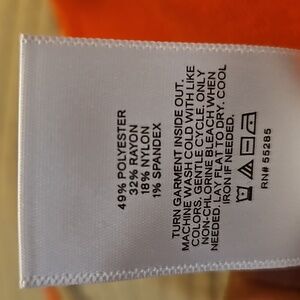 49% POLYESTER
32% RAYON
18% NYLON
1% SPANDEX
TURN GARMENT INSIDE OUT.
MACHINE WASH COLD WITH LIKE
COLORS, GENTLE CYCLE. ONLY
NON-CHLORINE BLEACH WHEN
NEEDED. LAY FLAT TO DRY. COOL
IRON IF NEEDED.
RN# 55285